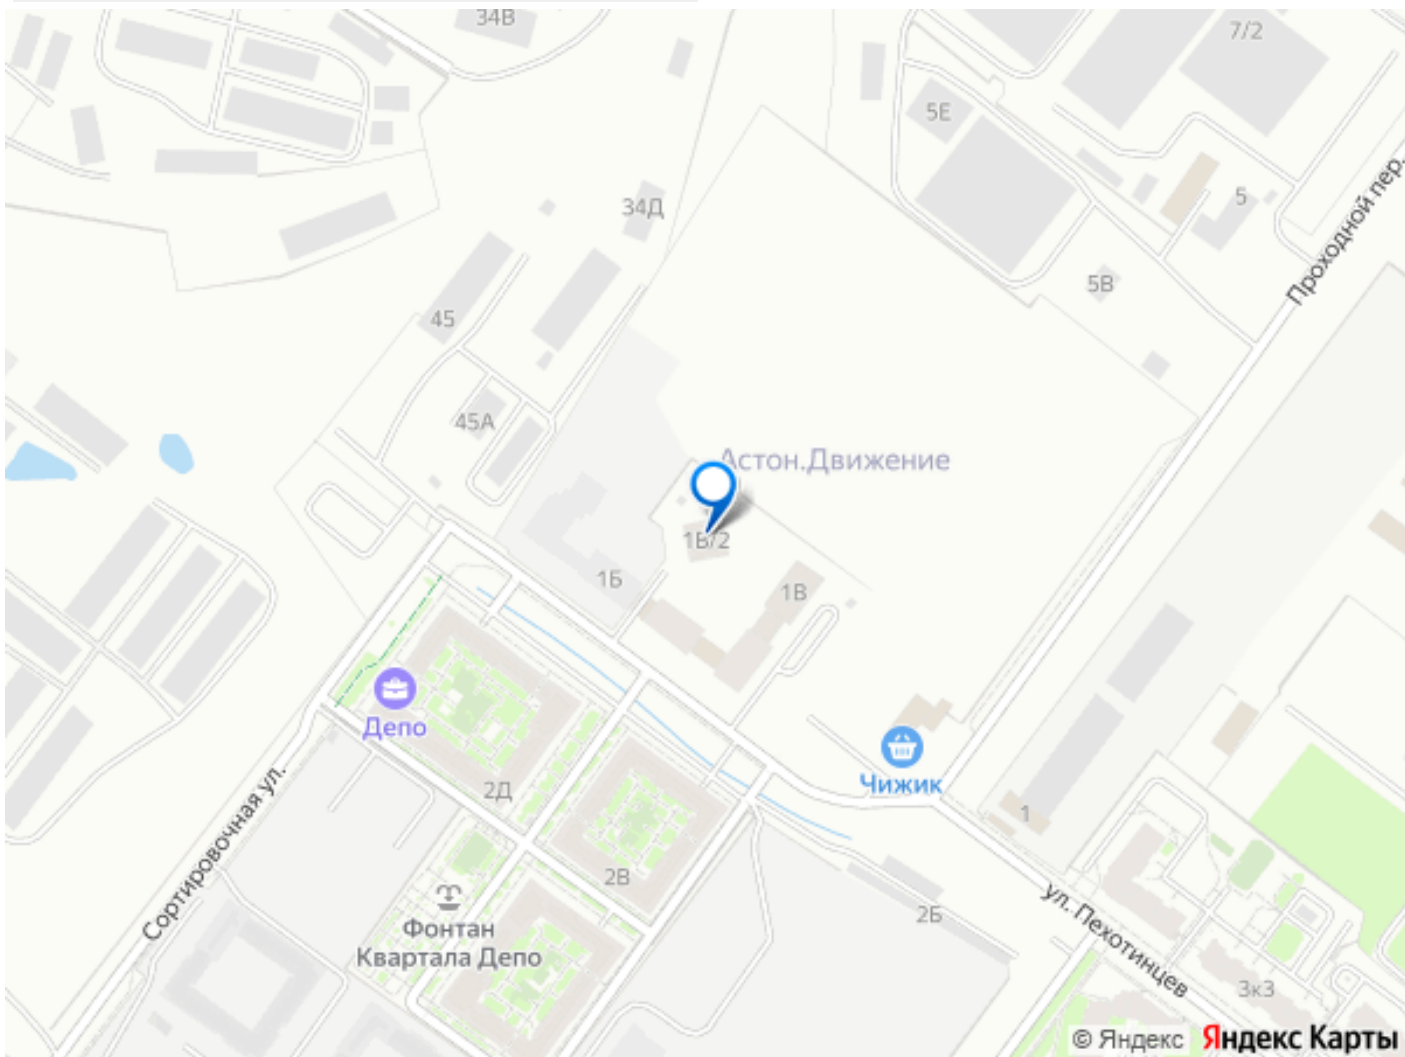 34В
7/2
5Е
5
34Д
Проходной пер.
5В
45
45А
Астон.Движение
1В/2
1Б
1В
Депо
Чижик
2Д
1
Сортировочная ул.
2В
ул. Пехотинцев
2Б
Фонтан
Квартала Депо
3к3
© Яндекс Яндекс Карты